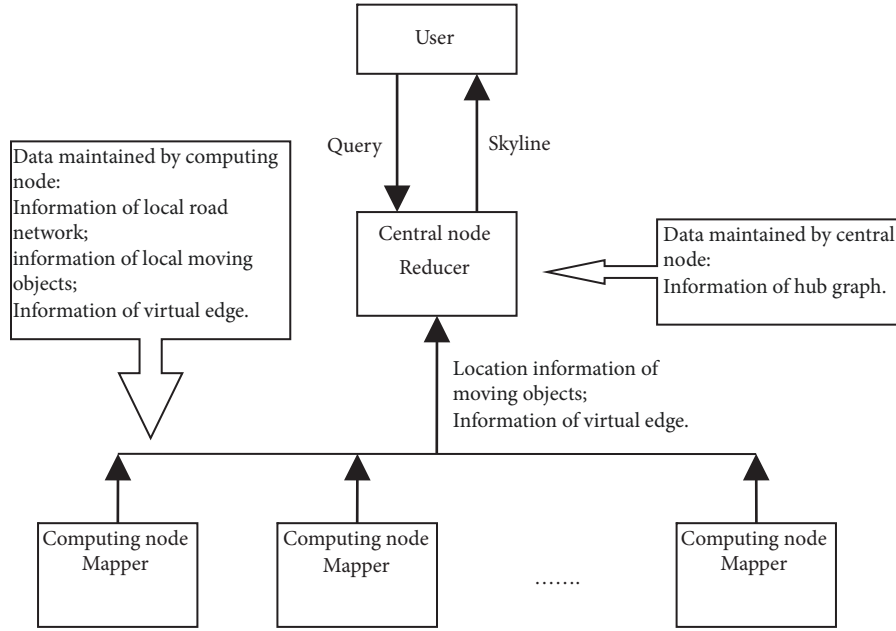 User
Query
Skyline
Data maintained by computing
node:
Information of local road
network;
information of local moving
objects;
Information of virtual edge.
Central node
Reducer
Data maintained by central
node:
Information of hub graph.
Location information of
moving objects;
Information of virtual edge.
Computing node
Mapper
Computing node
Mapper
.......
Computing node
Mapper